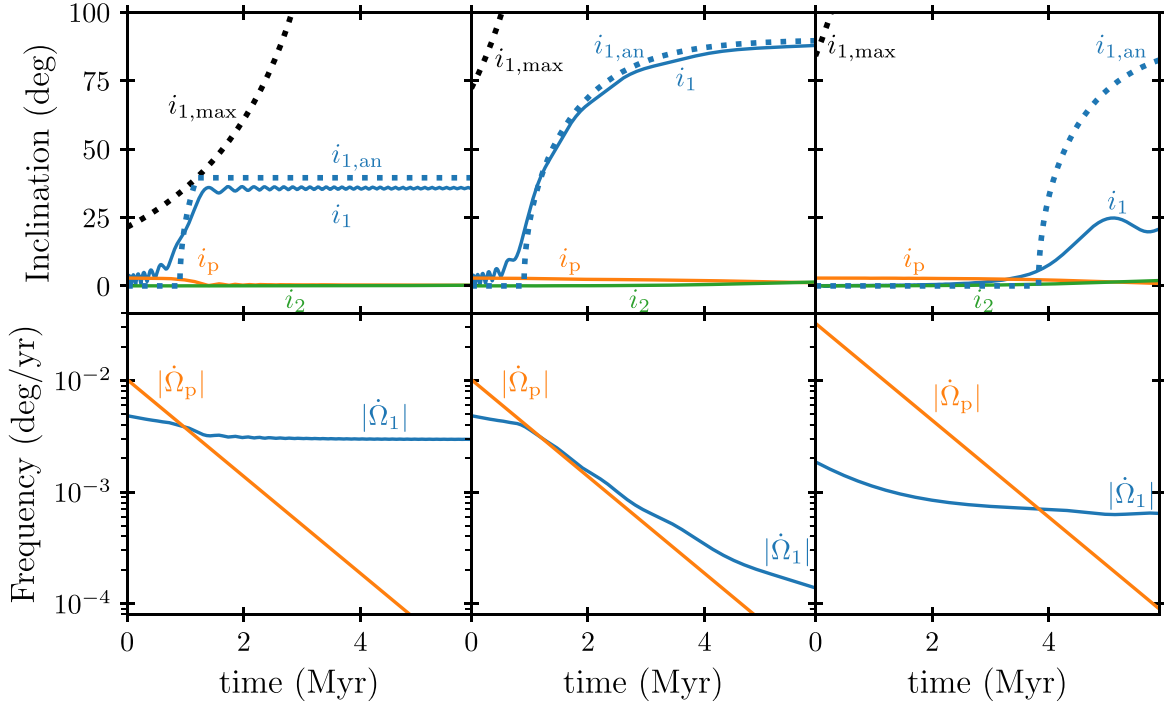 Inclination (deg)
100
75
50
25
0
i₁,max
i₁,an
i₁
iₚ
i₂
i₁,max
i₁,an
i₁
iₚ
i₂
i₁,max
i₁,an
i₁
iₚ
i₂
Frequency (deg/yr)
10⁻²
10⁻³
10⁻⁴
|Ω̇ₚ|
|Ω̇₁|
|Ω̇ₚ|
|Ω̇₁|
|Ω̇ₚ|
|Ω̇₁|
0 2 4 0 2 4 0 2 4
time (Myr) time (Myr) time (Myr)